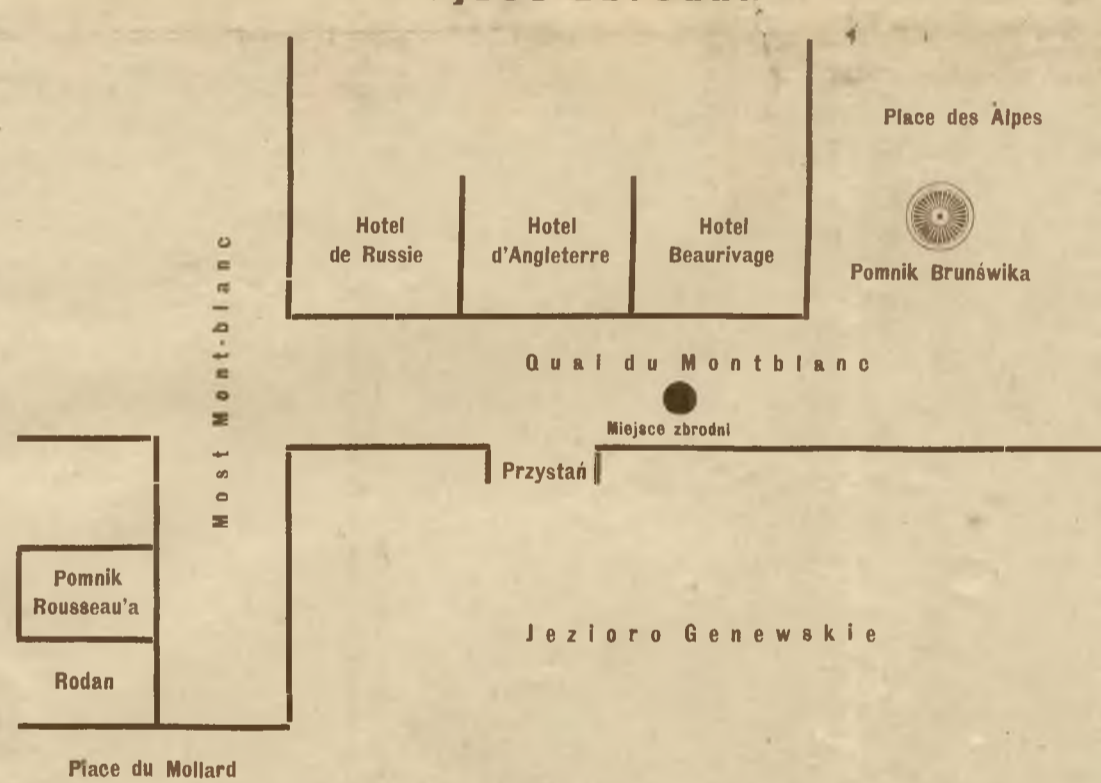 Place des Alpes
Hotel
de Russie
Hotel
d'Angleterre
Hotel
Beaurivage
Pomnik Brunświka
Most Mont-blanc
Quai du Montblanc
Miejsce zbrodni
Przystań
Pomnik
Rousseau'a
Jezioro Genewskie
Rodan
Place du Mollard